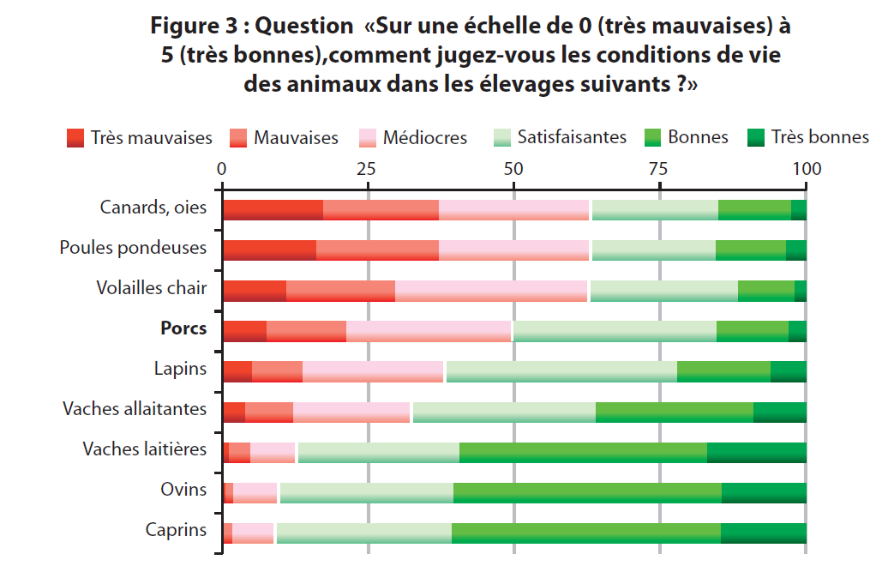 Figure 3 : Question «Sur une échelle de 0 (très mauvaises) à
5 (très bonnes),comment jugez-vous les conditions de vie
des animaux dans les élevages suivants ?»
Très mauvaises Mauvaises Médiocres Satisfaisantes Bonnes Très bonnes
0 25 50 75 100
Canards, oies
Poules pondeuses
Volailles chair
Porcs
Lapins
Vaches allaitantes
Vaches laitières
Ovins
Caprins